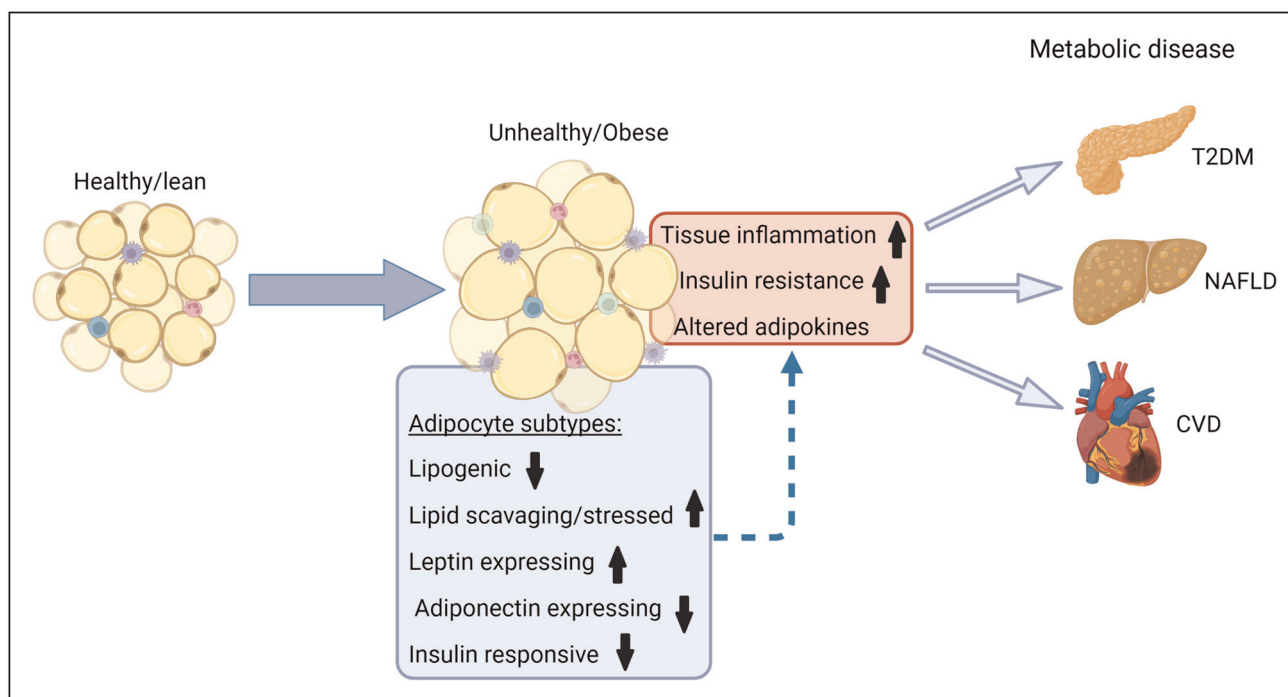 Metabolic disease
Unhealthy/Obese
Healthy/lean
T2DM
Tissue inflammation
Insulin resistance
Altered adipokines
NAFLD
CVD
Adipocyte subtypes:
Lipogenic
Lipid scavaging/stressed
Leptin expressing
Adiponectin expressing
Insulin responsive